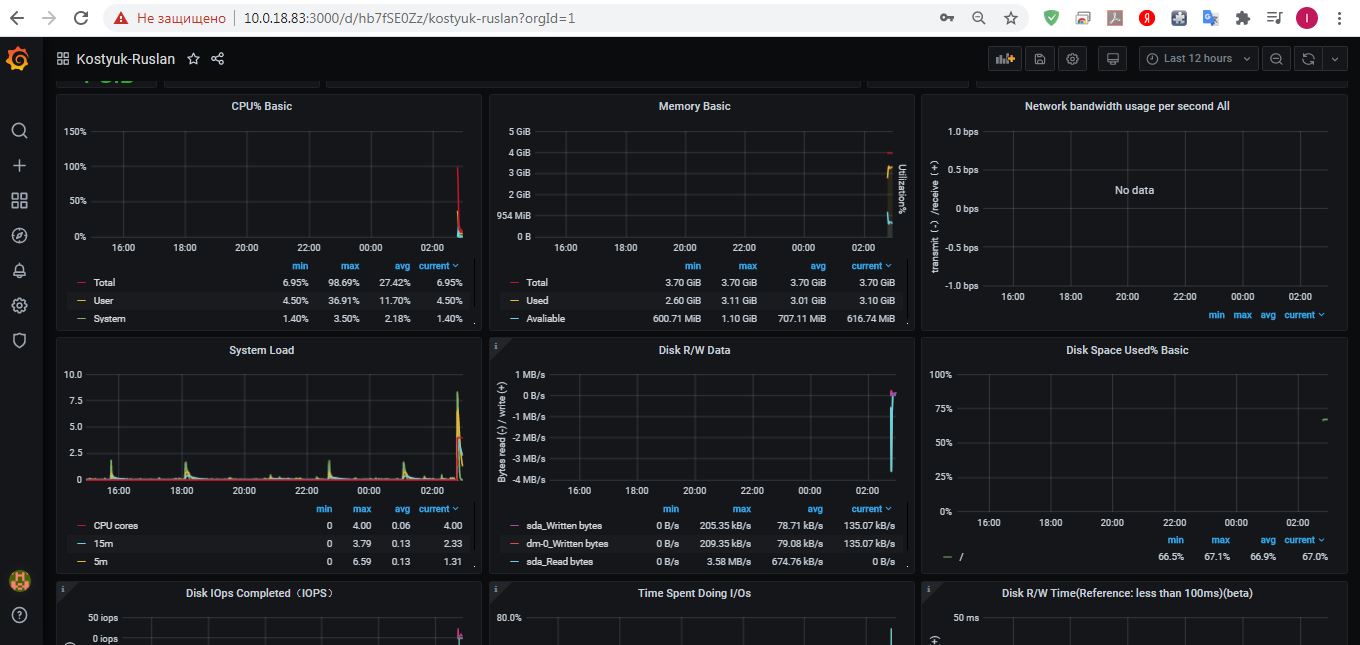 Не защищено 10.0.18.83:3000/d/hb7fSE0Zz/kostyuk-ruslan?orgId=1
Kostyuk-Ruslan
Last 12 hours
CPU% Basic
150%
100%
50%
0%
16:00 18:00 20:00 22:00 00:00 02:00
min max avg current
Total 6.95% 98.69% 27.42% 6.95%
User 4.50% 36.91% 11.70% 4.50%
System 1.40% 3.50% 2.18% 1.40%
Memory Basic
5 GiB
4 GiB
3 GiB
2 GiB
954 MiB
0 B
Utilization%
16:00 18:00 20:00 22:00 00:00 02:00
min max avg current
Total 3.70 GiB 3.70 GiB 3.70 GiB 3.70 GiB
Used 2.60 GiB 3.11 GiB 3.01 GiB 3.10 GiB
Avaliable 600.71 MiB 1.10 GiB 707.11 MiB 616.74 MiB
Network bandwidth usage per second All
transmit (-) /receive (+)
1.0 bps
0.5 bps
0 bps
-0.5 bps
-1.0 bps
No data
16:00 18:00 20:00 22:00 00:00 02:00
min max avg current
System Load
10.0
7.5
5.0
2.5
0
16:00 18:00 20:00 22:00 00:00 02:00
min max avg current
CPU cores 0 4.00 0.06 4.00
15m 0 3.79 0.13 2.33
5m 0 6.59 0.13 1.31
Disk R/W Data
Bytes read (-) / write (+)
1 MB/s
0 B/s
-1 MB/s
-2 MB/s
-3 MB/s
-4 MB/s
16:00 18:00 20:00 22:00 00:00 02:00
min max avg current
sda_Written bytes 0 B/s 205.35 kB/s 78.71 kB/s 135.07 kB/s
dm-0_Written bytes 0 B/s 209.35 kB/s 79.08 kB/s 135.07 kB/s
sda_Read bytes 0 B/s 3.58 MB/s 674.76 kB/s 0 B/s
Disk Space Used% Basic
100%
75%
50%
25%
0%
16:00 18:00 20:00 22:00 00:00 02:00
min max avg current
/ 66.5% 67.1% 66.9% 67.0%
Disk IOps Completed（IOPS）
50 iops
0 iops
Time Spent Doing I/Os
80.0%
Disk R/W Time(Reference: less than 100ms)(beta)
50 ms